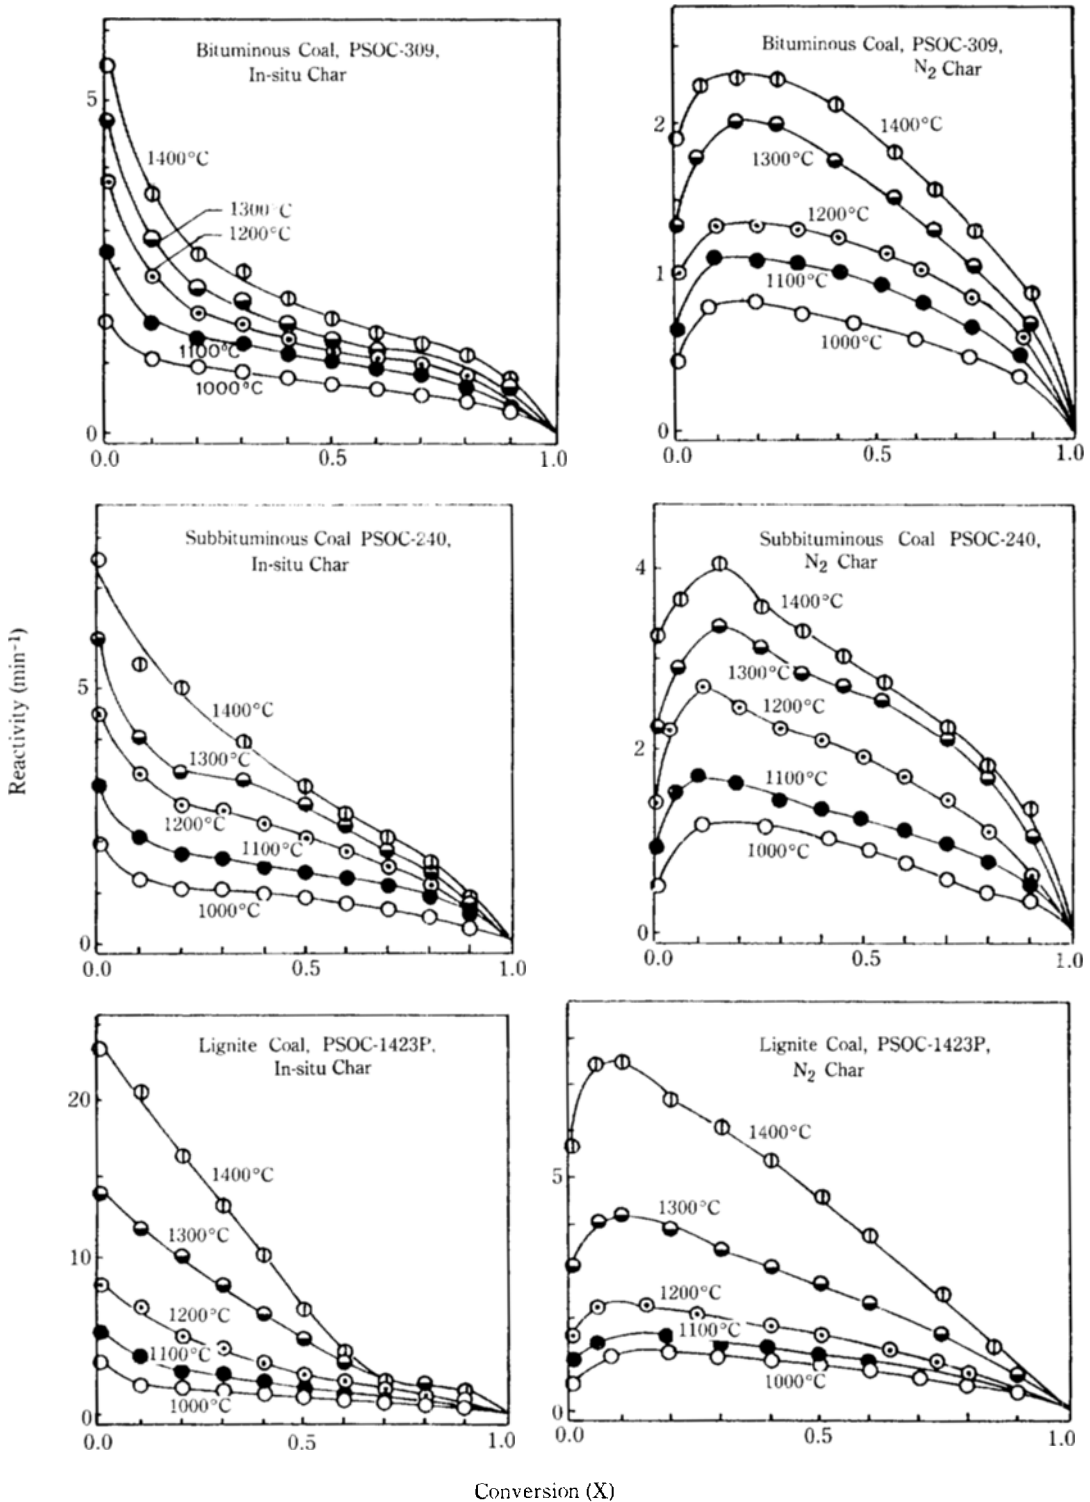 Bituminous Coal, PSOC-309,
In-situ Char
5
1400°C
1300°C
1200°C
1100°C
1000°C
0
0.0
0.5
1.0
Bituminous Coal, PSOC-309,
N2 Char
2
1400°C
1300°C
1200°C
1
1100°C
1000°C
0
0.0
0.5
1.0
Reactivity (min-1)
Subbituminous Coal PSOC-240,
In-situ Char
5
1400°C
1300°C
1200°C
1100°C
1000°C
0
0.0
0.5
1.0
Subbituminous Coal PSOC-240,
N2 Char
4
1400°C
1300°C
1200°C
2
1100°C
1000°C
0
0.0
0.5
1.0
Lignite Coal, PSOC-1423P,
In-situ Char
20
1400°C
1300°C
10
1200°C
1100°C
1000°C
0
0.0
0.5
1.0
Lignite Coal, PSOC-1423P,
N2 Char
1400°C
5
1300°C
1200°C
1100°C
1000°C
0
0.0
0.5
1.0
Conversion (X)